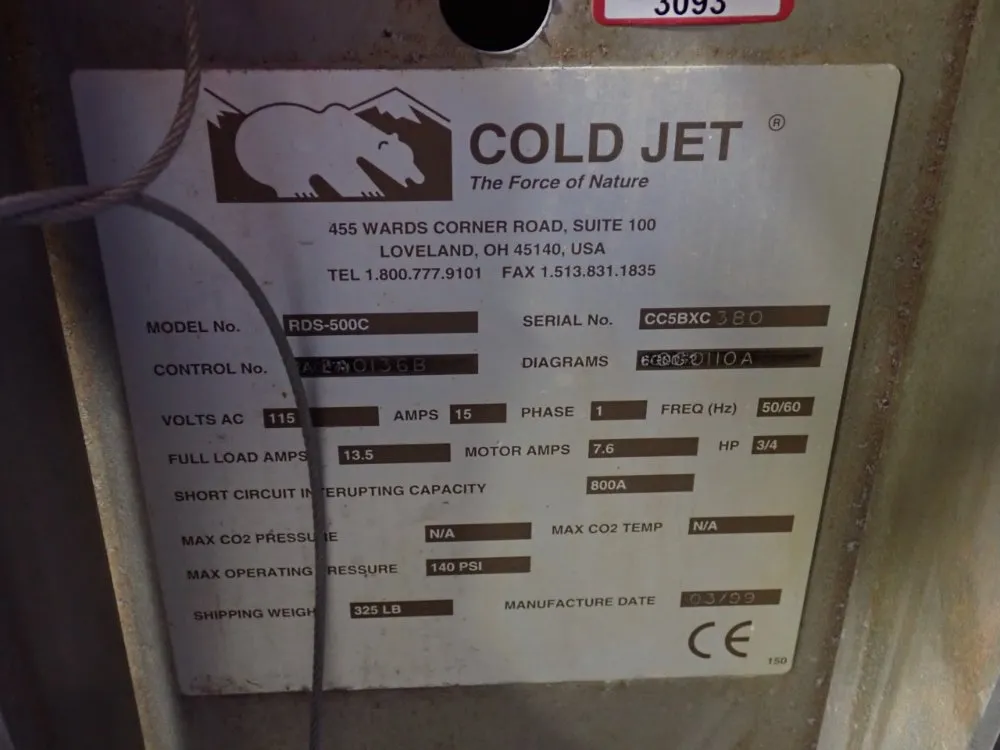 3093
COLD JET ®
The Force of Nature
455 WARDS CORNER ROAD, SUITE 100
LOVELAND, OH 45140, USA
TEL 1.800.777.9101 FAX 1.513.831.1835
MODEL No. RDS-500C SERIAL No. CC5BXC380
CONTROL No. DIAGRAMS
VOLTS AC 115 AMPS 15 PHASE 1 FREQ (Hz) 50/60
FULL LOAD AMPS 13.5 MOTOR AMPS 7.6 HP 3/4
SHORT CIRCUIT INTERUPTING CAPACITY 800A
MAX CO2 PRESSURE N/A MAX CO2 TEMP N/A
MAX OPERATING PRESSURE 140 PSI
SHIPPING WEIGH 325 LB MANUFACTURE DATE 03/99
CE
150